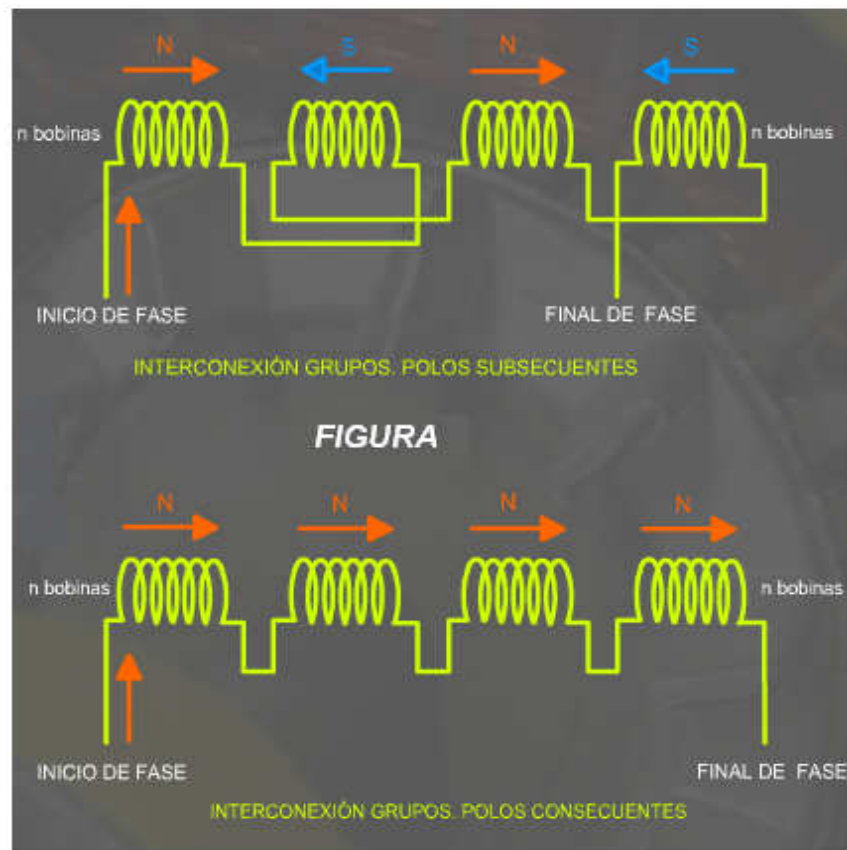 N S N S
n bobinas n bobinas
INICIO DE FASE FINAL DE FASE
INTERCONEXIÓN GRUPOS. POLOS SUBSECUENTES
FIGURA
N N N N
n bobinas n bobinas
INICIO DE FASE FINAL DE FASE
INTERCONEXIÓN GRUPOS. POLOS CONSECUENTES